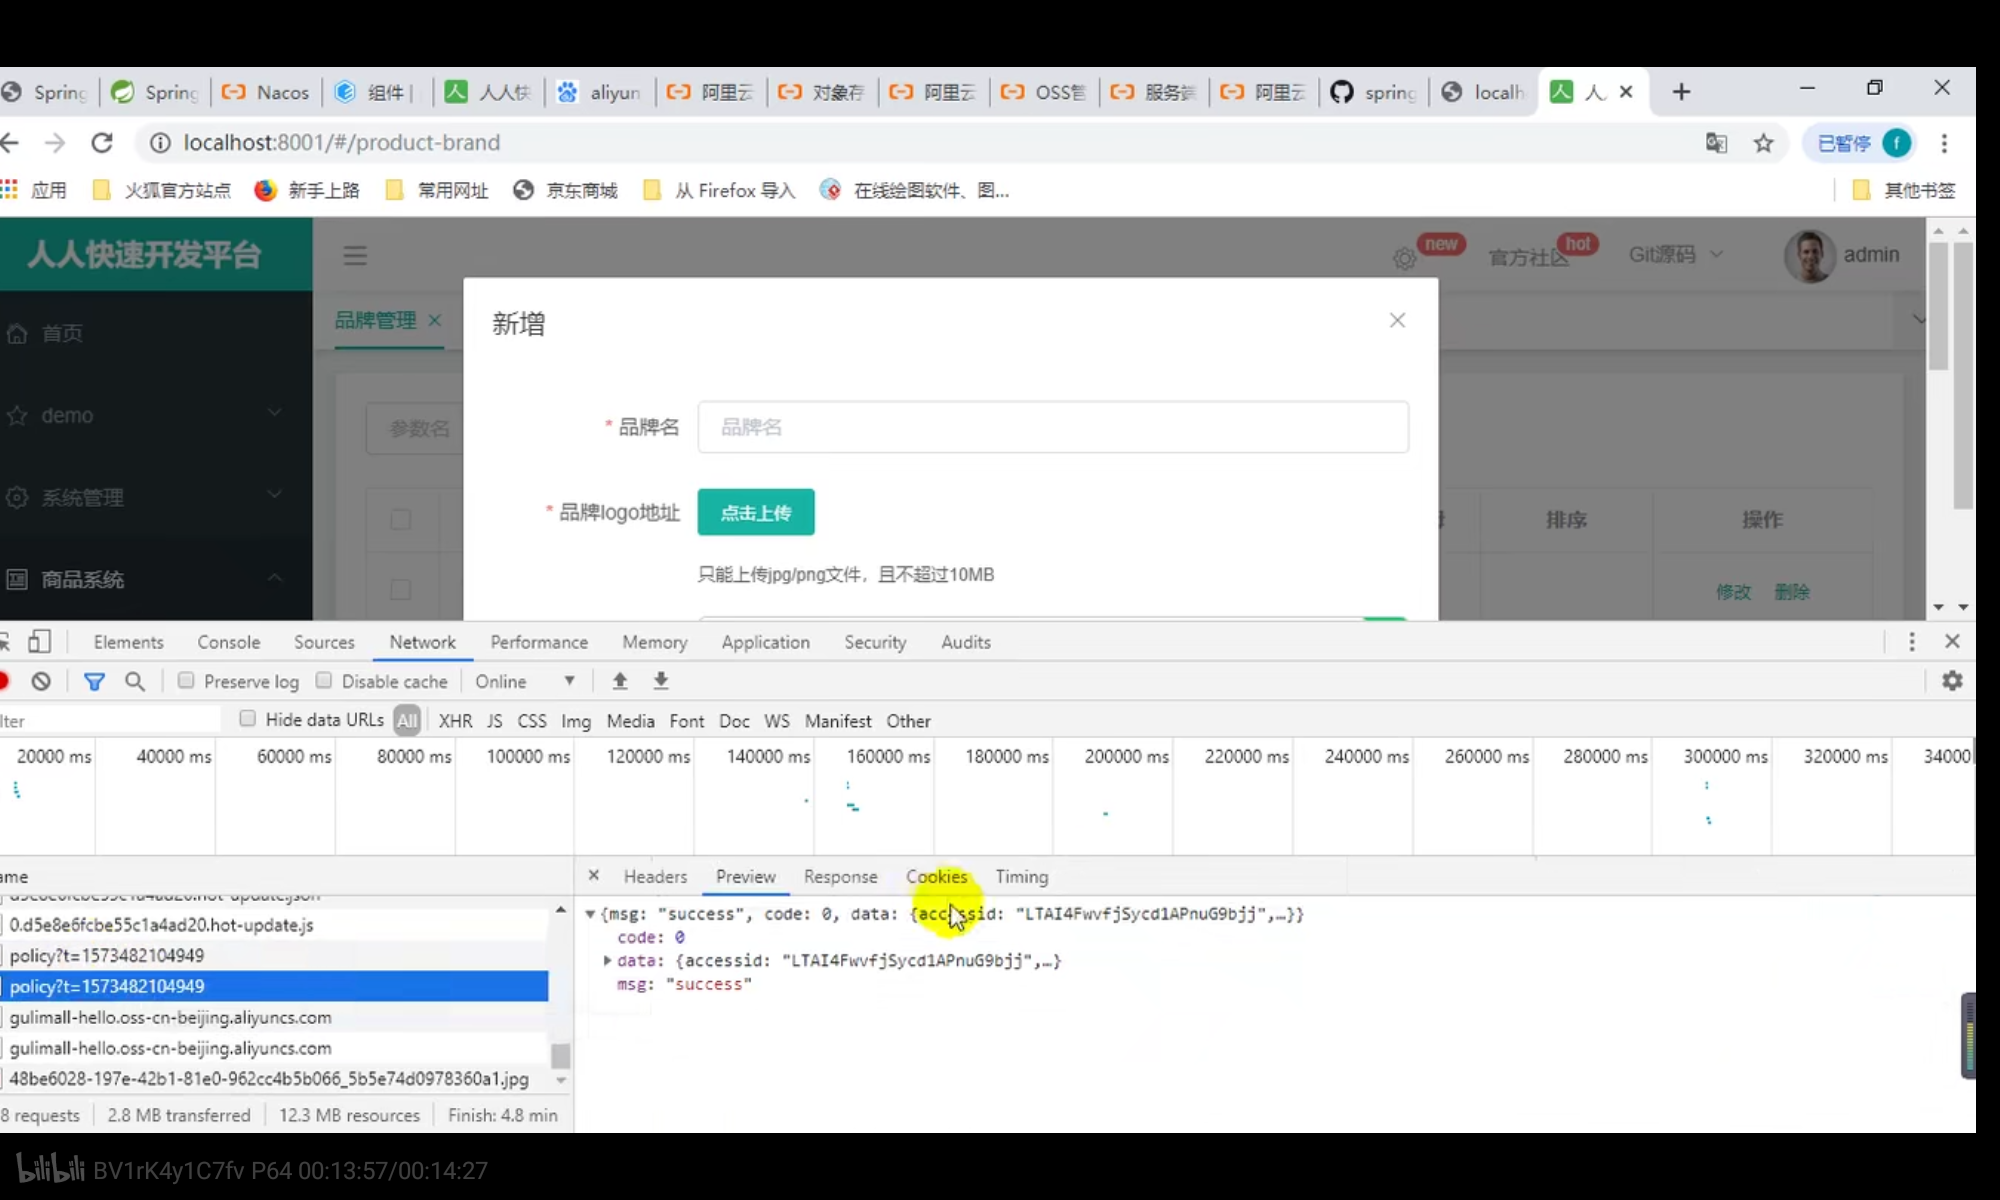 Spring Spring Nacos 组件 | 人人快 aliyun 阿里云 对象存 阿里云 OSS管 服务端 阿里云 spring localh 人
localhost:8001/#/product-brand 已暂停 f
应用 火狐官方站点 新手上路 常用网址 京东商城 从 Firefox 导入 在线绘图软件、图... 其他书签
人人快速开发平台 new 官方社区 hot Git源码 admin
首页 品牌管理 新增
demo 参数名 * 品牌名 品牌名
系统管理 * 品牌logo地址 点击上传 排序 操作
商品系统 只能上传jpg/png文件，且不超过10MB 修改 删除
Elements Console Sources Network Performance Memory Application Security Audits
Preserve log Disable cache Online
lter Hide data URLs All XHR JS CSS Img Media Font Doc WS Manifest Other
20000 ms 40000 ms 60000 ms 80000 ms 100000 ms 120000 ms 140000 ms 160000 ms 180000 ms 200000 ms 220000 ms 240000 ms 260000 ms 280000 ms 300000 ms 320000 ms 34000
ame Headers Preview Response Cookies Timing
0.d5e8e6fcbe55c1a4ad20.hot-update.js
policy?t=1573482104949
policy?t=1573482104949
gulimall-hello.oss-cn-beijing.aliyuncs.com
gulimall-hello.oss-cn-beijing.aliyuncs.com
48be6028-197e-42b1-81e0-962cc4b5b066_5b5e74d0978360a1.jpg
8 requests 2.8 MB transferred 12.3 MB resources Finish: 4.8 min
{msg: "success", code: 0, data: {accessid: "LTAI4FwvfjSycd1APnuG9bjj",…}}
code: 0
data: {accessid: "LTAI4FwvfjSycd1APnuG9bjj",…}
msg: "success"
bilibili BV1rK4y1C7fv P64 00:13:57/00:14:27